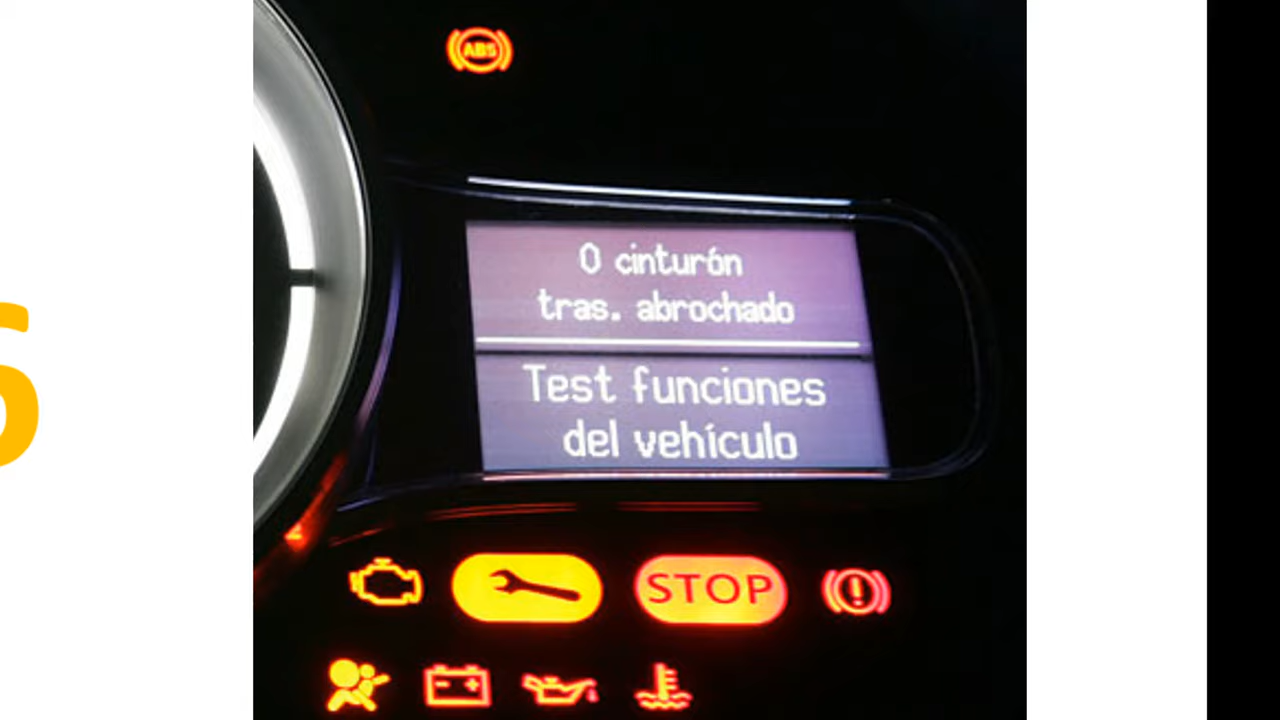 ABS
0 cinturón
tras. abrochado
Test funciones
del vehículo
STOP